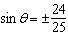 sin θ = ± 24/25